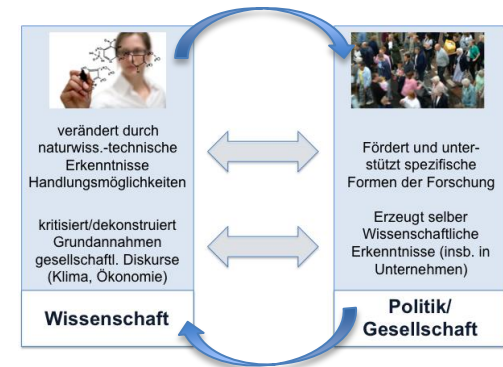 verändert durch
naturwiss.-technische
Erkenntnisse
Handlungsmöglichkeiten
kritisiert/dekonstruiert
Grundannahmen
gesellschaftl. Diskurse
(Klima, Ökonomie)
Wissenschaft
Fördert und unter-
stützt spezifische
Formen der Forschung
Erzeugt selber
Wissenschaftliche
Erkenntnisse (insb. in
Unternehmen)
Politik/
Gesellschaft